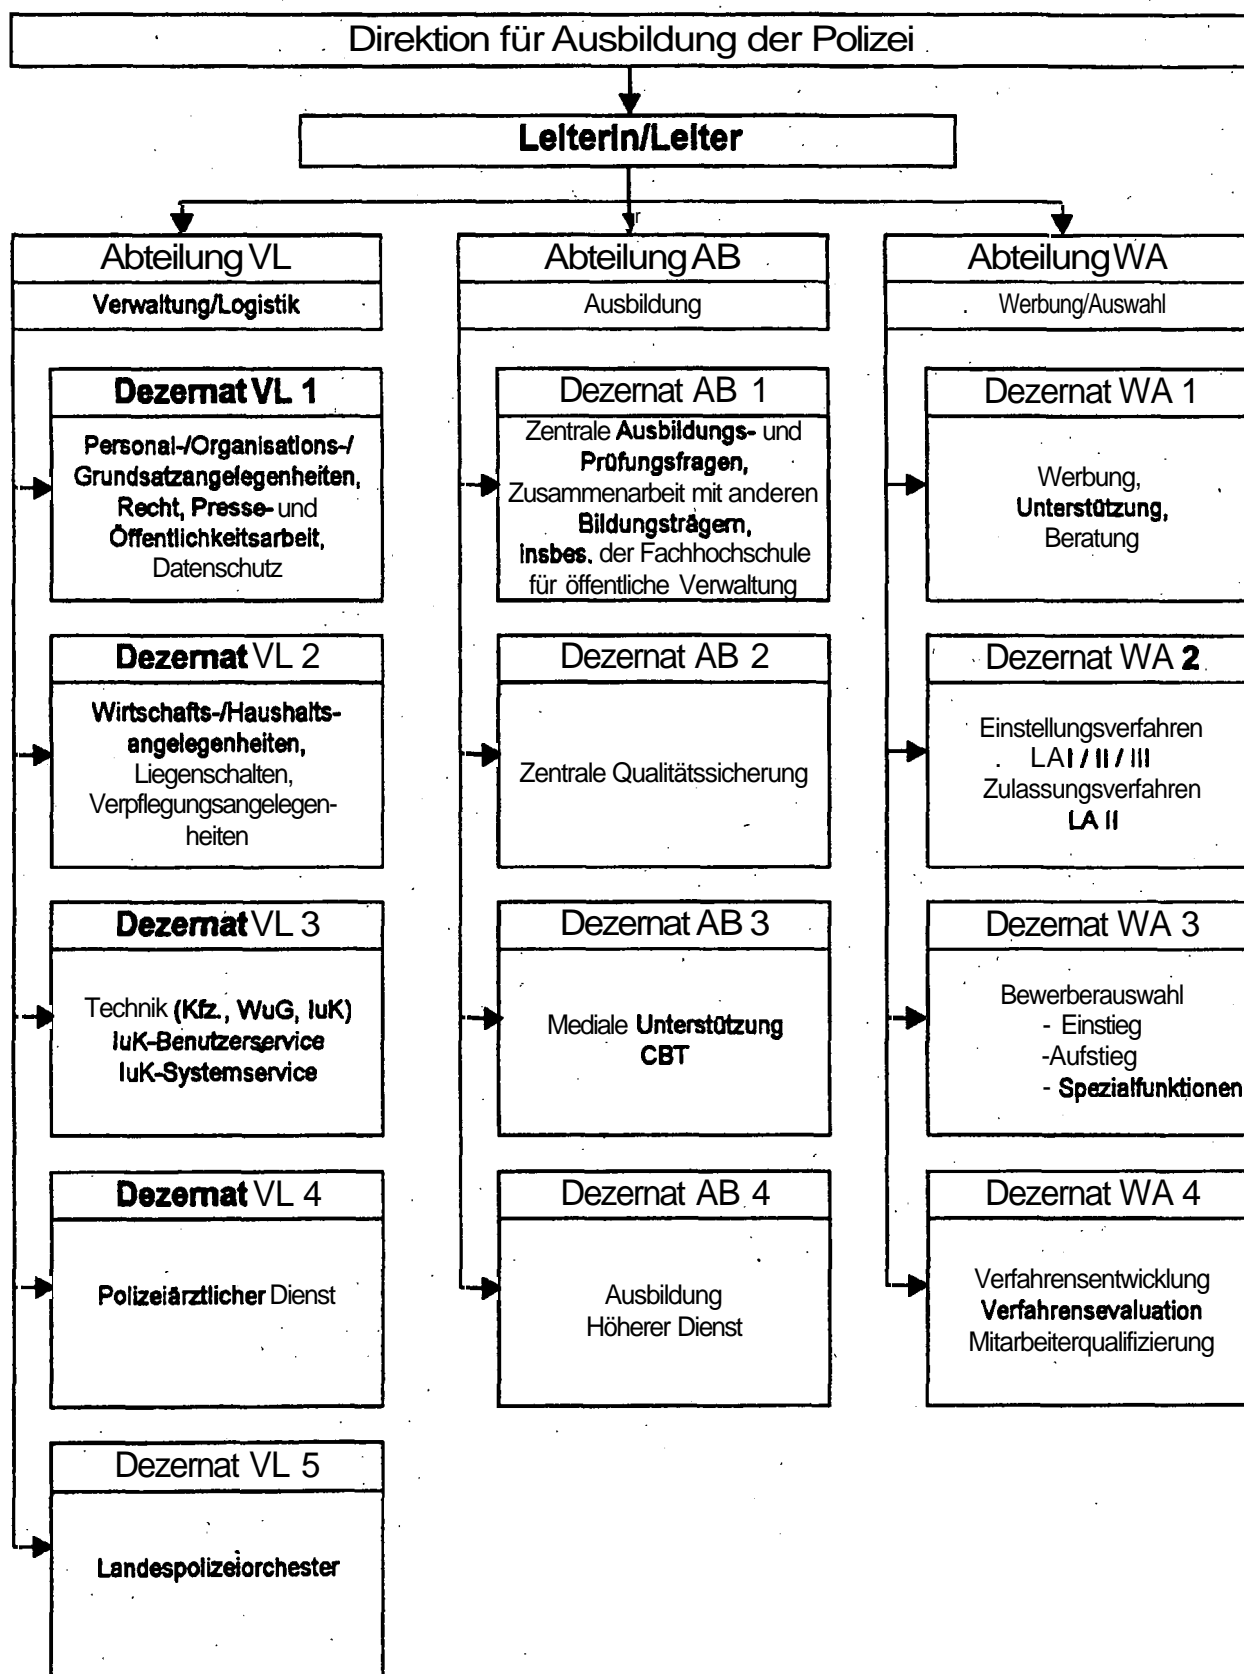 Direktion für Ausbildung der Polizei
Leiterin/Leiter
Abteilung VL
Verwaltung/Logistik
Dezernat VL 1
Personal-/Organisations-/
Grundsatzangelegenheiten,
Recht, Presse- und
Öffentlichkeitsarbeit,
Datenschutz
Dezernat VL 2
Wirtschafts-/Haushalts-
angelegenheiten,
Liegenschalten,
Verpflegungsangelegen-
heiten
Dezernat VL 3
Technik (Kfz., WuG, IuK)
IuK-Benutzerservice
IuK-Systemservice
Dezernat VL 4
Polizeiärztlicher Dienst
Dezernat VL 5
Landespolizeiorchester
Abteilung AB
Ausbildung
Dezernat AB 1
Zentrale Ausbildungs- und
Prüfungsfragen,
Zusammenarbeit mit anderen
Bildungsträgern,
insbes. der Fachhochschule
für öffentliche Verwaltung
Dezernat AB 2
Zentrale Qualitätssicherung
Dezernat AB 3
Mediale Unterstützung
CBT
Dezernat AB 4
Ausbildung
Höherer Dienst
Abteilung WA
Werbung/Auswahl
Dezernat WA 1
Werbung,
Unterstützung,
Beratung
Dezernat WA 2
Einstellungsverfahren
LA I / II / III
Zulassungsverfahren
LA II
Dezernat WA 3
Bewerberauswahl
- Einstieg
-Aufstieg
- Spezialfunktionen
Dezernat WA 4
Verfahrensentwicklung
Verfahrensevaluation
Mitarbeiterqualifizierung